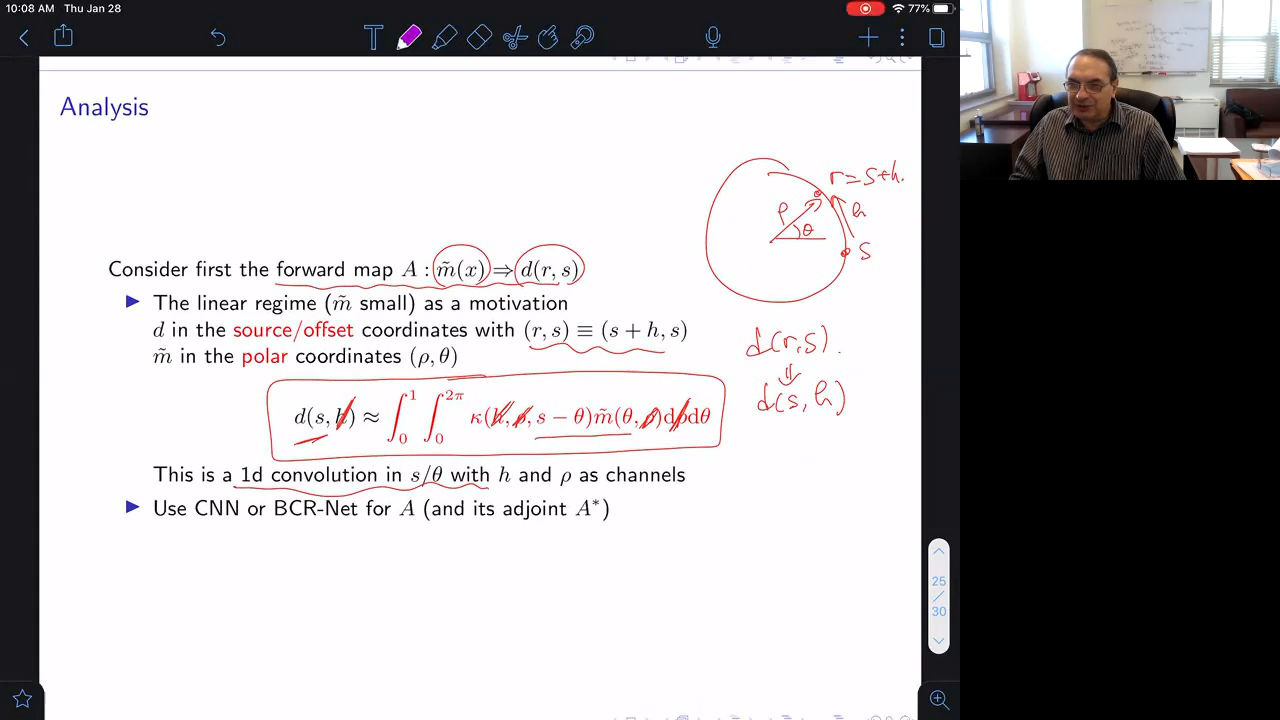 10:08 AM Thu Jan 28
77%
Analysis
r=s+h.
ρ
h
θ
s
Consider first the forward map A : m̃(x) ⇒ d(r, s)
▶ The linear regime (m̃ small) as a motivation
d in the source/offset coordinates with (r, s) ≡ (s + h, s)
m̃ in the polar coordinates (ρ, θ)
d(r,s).
⇓
d(s,h)
d(s, h) ≈ ∫₀¹ ∫₀²π κ(h, ρ, s − θ)m̃(θ, ρ)dρdθ
This is a 1d convolution in s/θ with h and ρ as channels
▶ Use CNN or BCR-Net for A (and its adjoint A*)
25
/
30